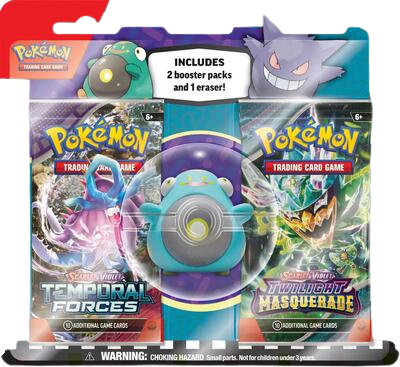 POKéMON
TRADING CARD GAME
INCLUDES
2 booster packs
and 1 eraser!
6+
POKéMON
TRADING CARD GAME
SCARLET & VIOLET
TEMPORAL
FORCES
10 ADDITIONAL GAME CARDS
6+
POKéMON
TRADING CARD GAME
SCARLET & VIOLET
TWILIGHT
MASQUERADE
10 ADDITIONAL GAME CARDS
WARNING: CHOKING HAZARD Small parts. Not for children under 3 years.